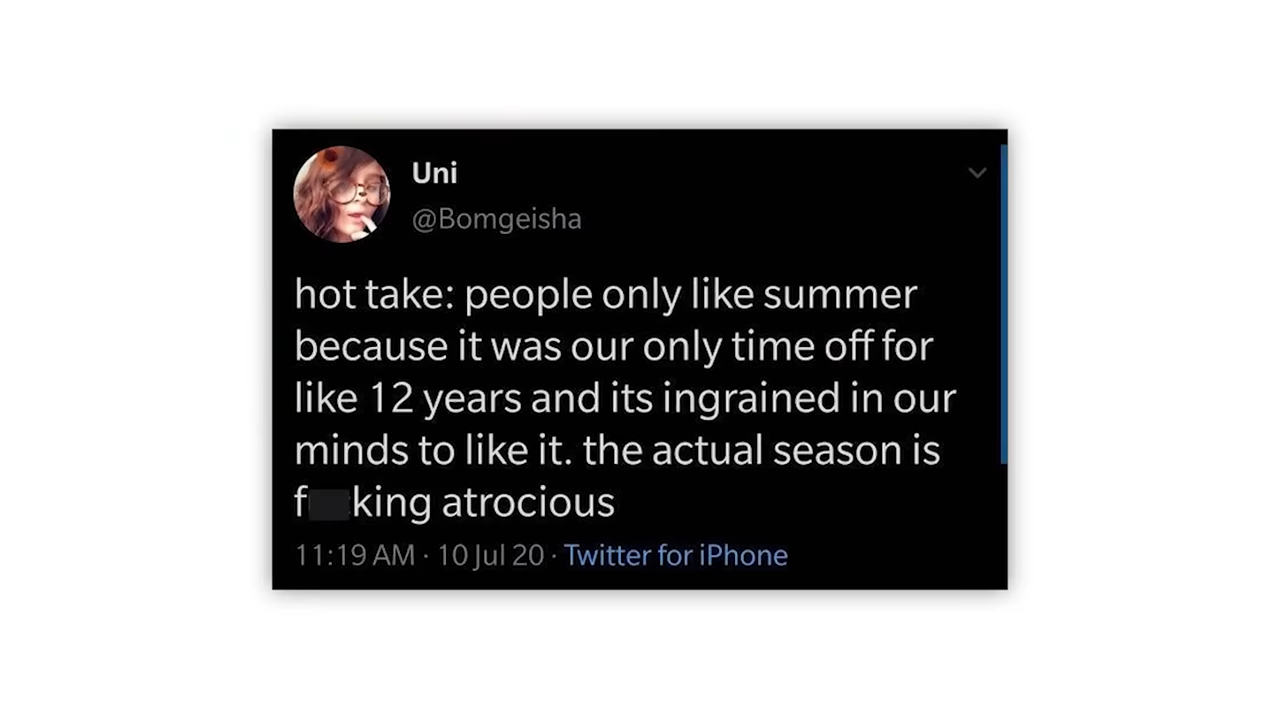 Uni
@Bomgeisha
hot take: people only like summer
because it was our only time off for
like 12 years and its ingrained in our
minds to like it. the actual season is
f king atrocious
11:19 AM · 10 Jul 20 · Twitter for iPhone